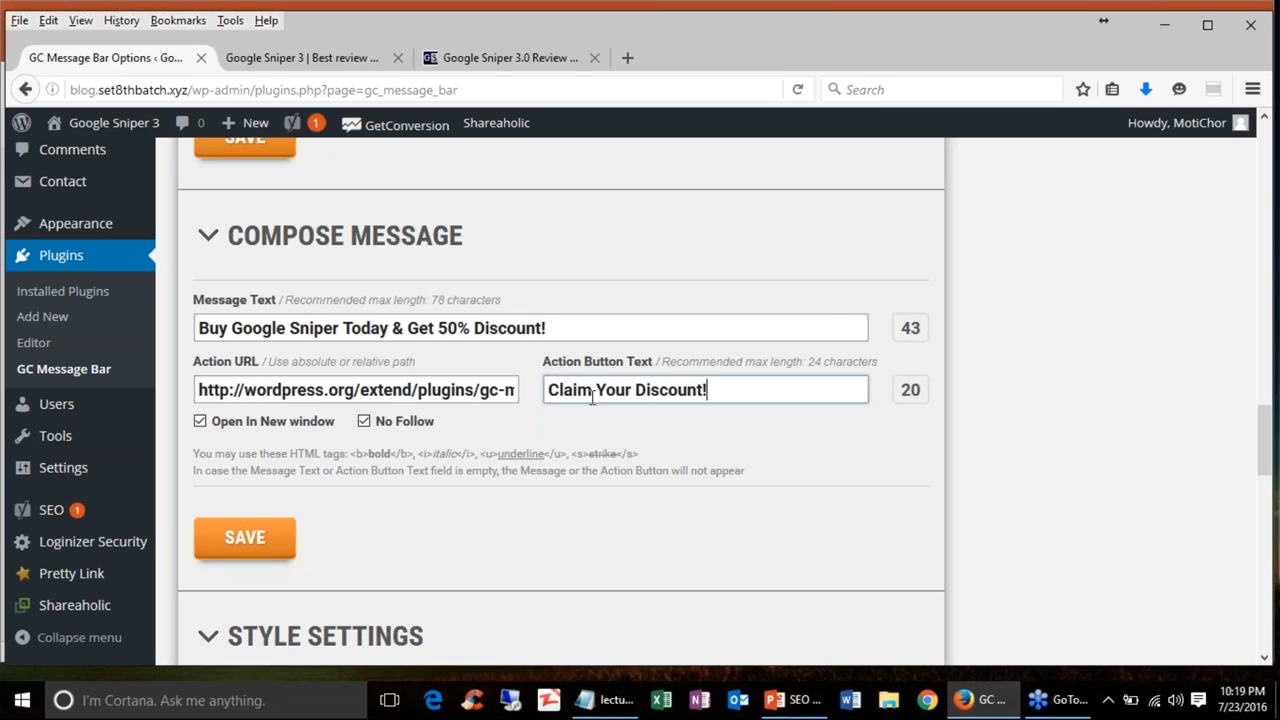 File Edit View History Bookmarks Tools Help
GC Message Bar Options ‹ Go... Google Sniper 3 | Best review ... GS Google Sniper 3.0 Review ...
blog.set8thbatch.xyz/wp-admin/plugins.php?page=gc_message_bar Search
Google Sniper 3 0 New 1 GetConversion Shareaholic Howdy, MotiChor
Comments
Contact
Appearance
Plugins
Installed Plugins
Add New
Editor
GC Message Bar
Users
Tools
Settings
SEO 1
Loginizer Security
Pretty Link
Shareaholic
Collapse menu
SAVE
COMPOSE MESSAGE
Message Text / Recommended max length: 78 characters
Buy Google Sniper Today & Get 50% Discount! 43
Action URL / Use absolute or relative path Action Button Text / Recommended max length: 24 characters
http://wordpress.org/extend/plugins/gc-m Claim Your Discount! 20
Open In New window No Follow
You may use these HTML tags: <b>bold</b>, <i>italic</i>, <u>underline</u>, <s>strike</s>
In case the Message Text or Action Button Text field is empty, the Message or the Action Button will not appear
SAVE
STYLE SETTINGS
I'm Cortana. Ask me anything. lectu... SEO ... GC ... GoTo... 10:19 PM
7/23/2016